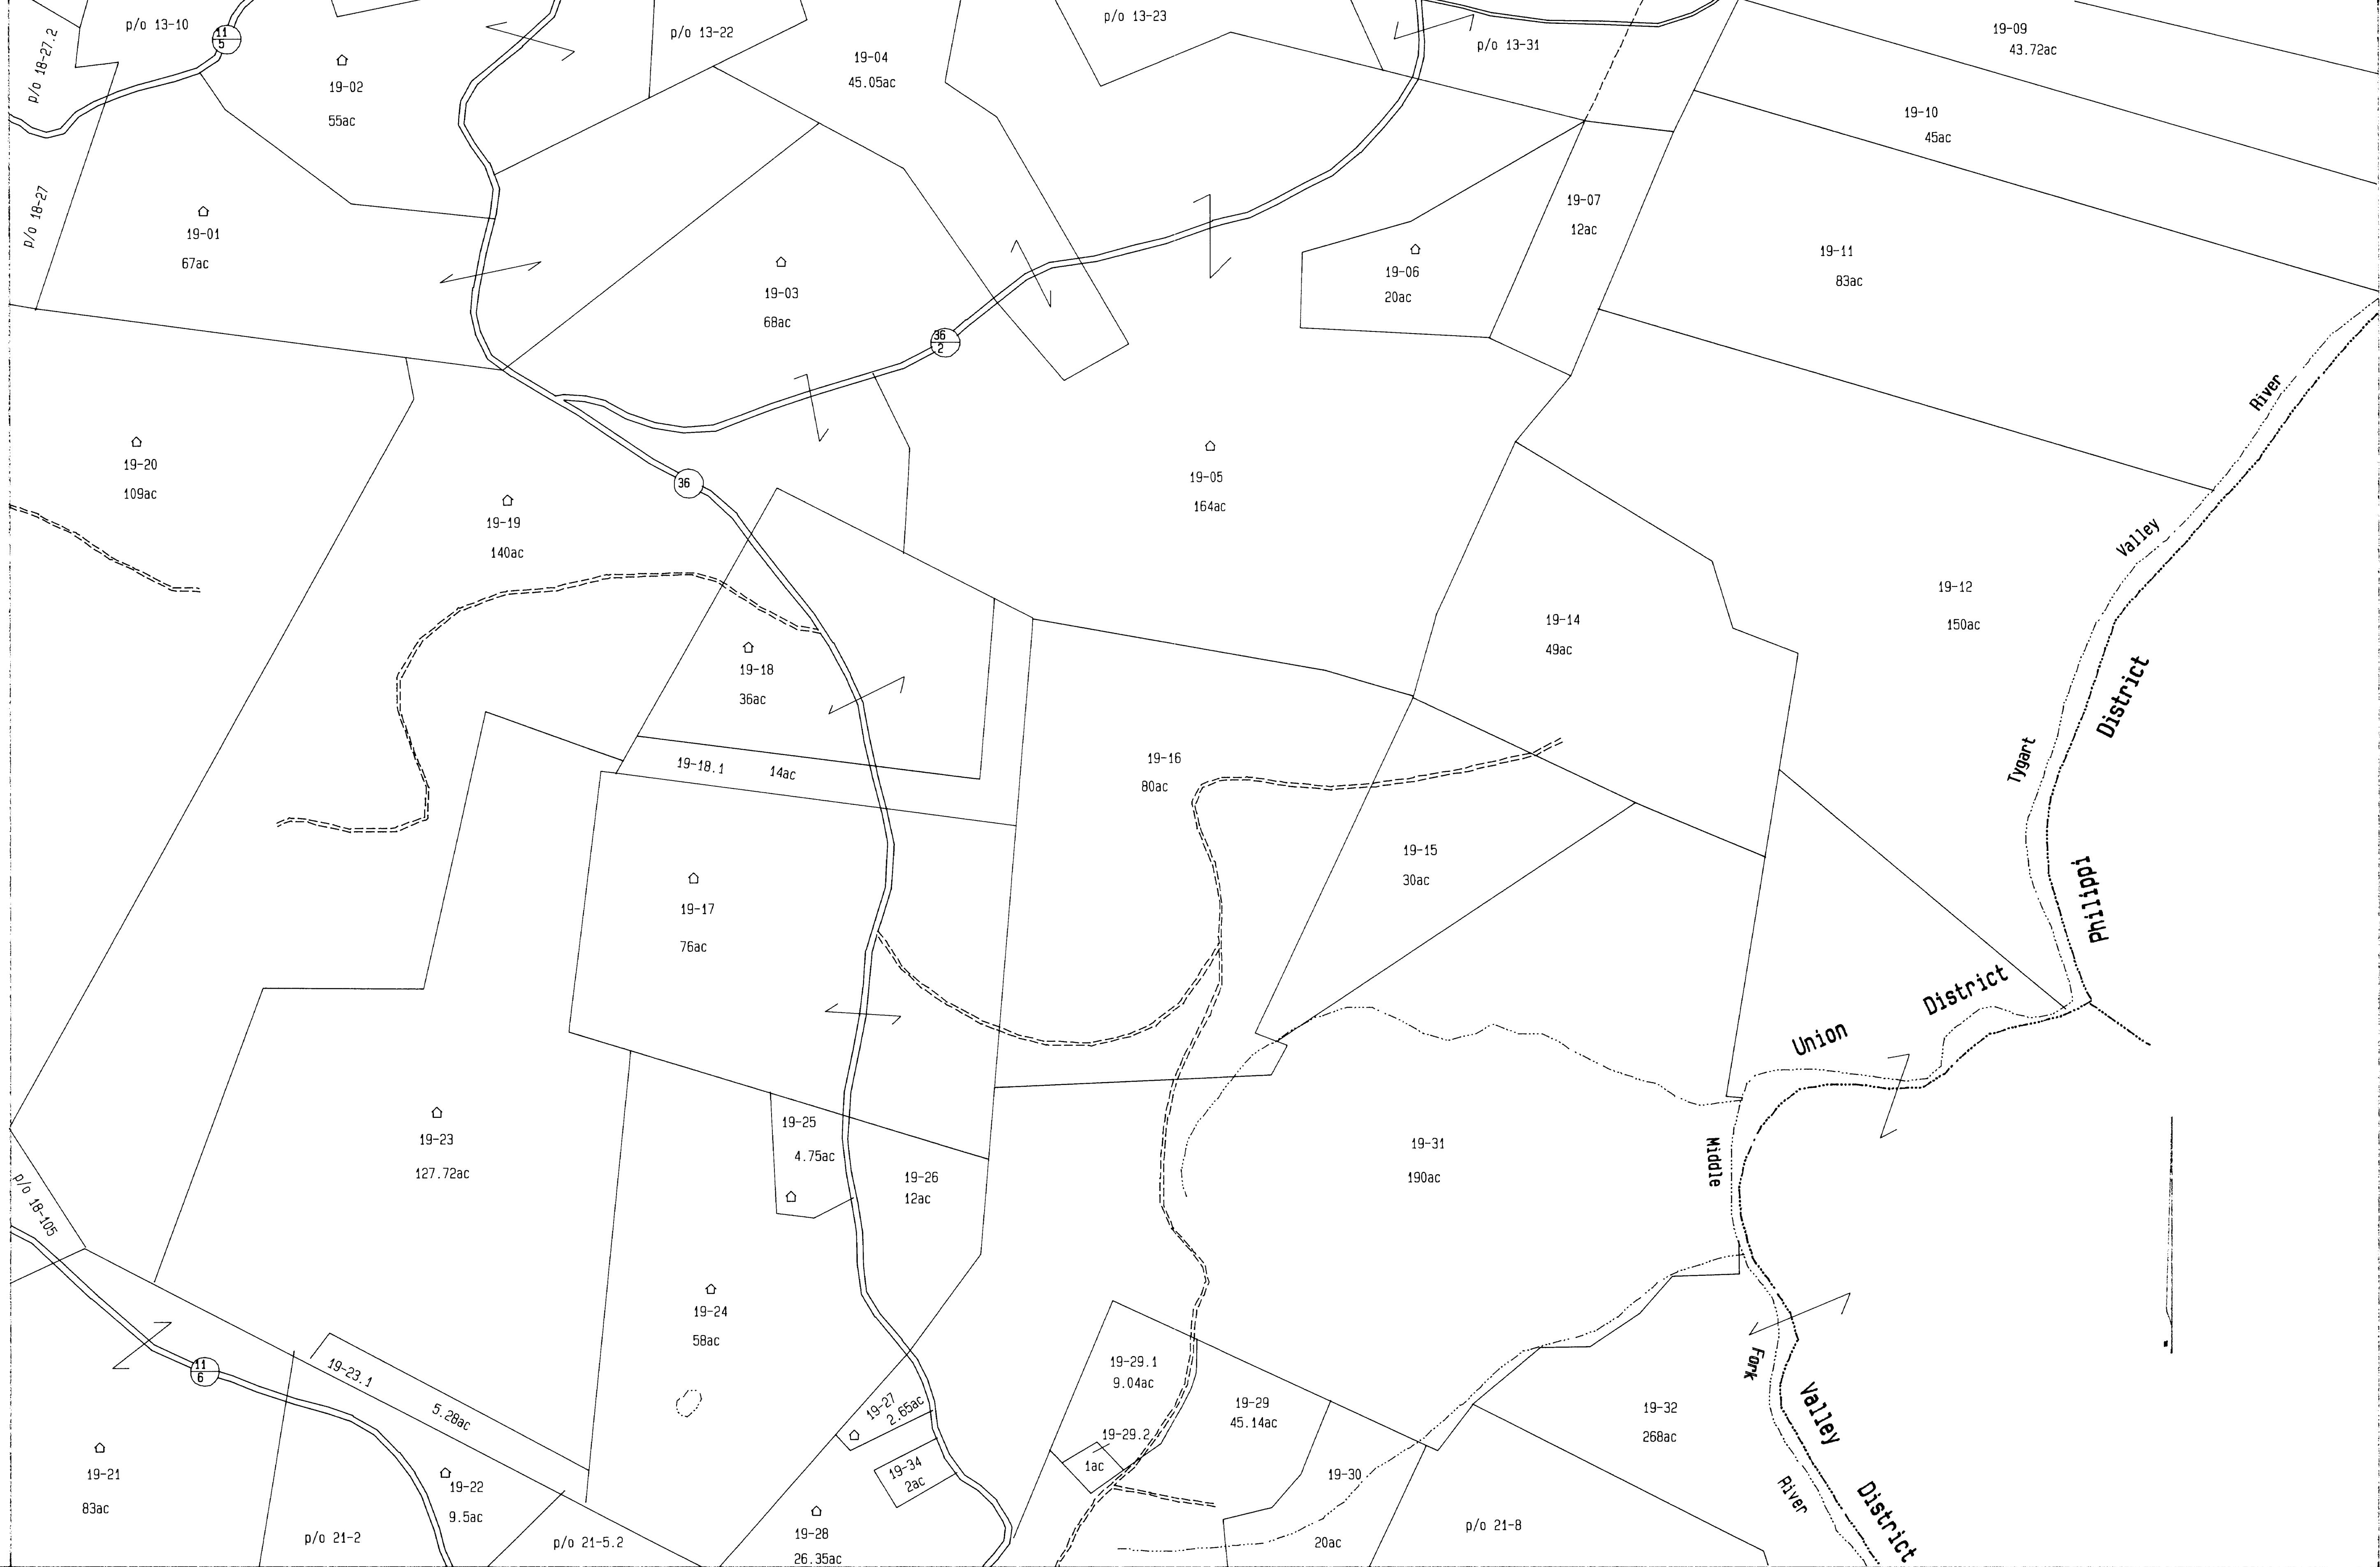 p/o 18-27.2
p/o 13-10
11
5
19-02
55ac
p/o 13-22
19-04
45.05ac
p/o 13-23
p/o 13-31
19-09
43.72ac
19-10
45ac
p/o 18-27
19-01
67ac
19-03
68ac
36
2
19-06
20ac
19-07
12ac
19-11
83ac
River
19-20
109ac
19-19
140ac
36
19-05
164ac
Valley
19-18
36ac
19-14
49ac
19-12
150ac
District
19-18.1
14ac
19-16
80ac
Tygart
19-17
76ac
19-15
30ac
Philippi
District
Union
19-23
127.72ac
19-25
4.75ac
19-26
12ac
19-31
190ac
Middle
p/o 18-105
19-24
58ac
11
6
19-23.1
5.28ac
19-27
2.65ac
19-29.1
9.04ac
19-29
45.14ac
Fork
19-32
268ac
Valley
19-21
83ac
19-22
9.5ac
19-34
2ac
19-29.2
1ac
19-30
20ac
River
District
p/o 21-2
p/o 21-5.2
19-28
26.35ac
p/o 21-8